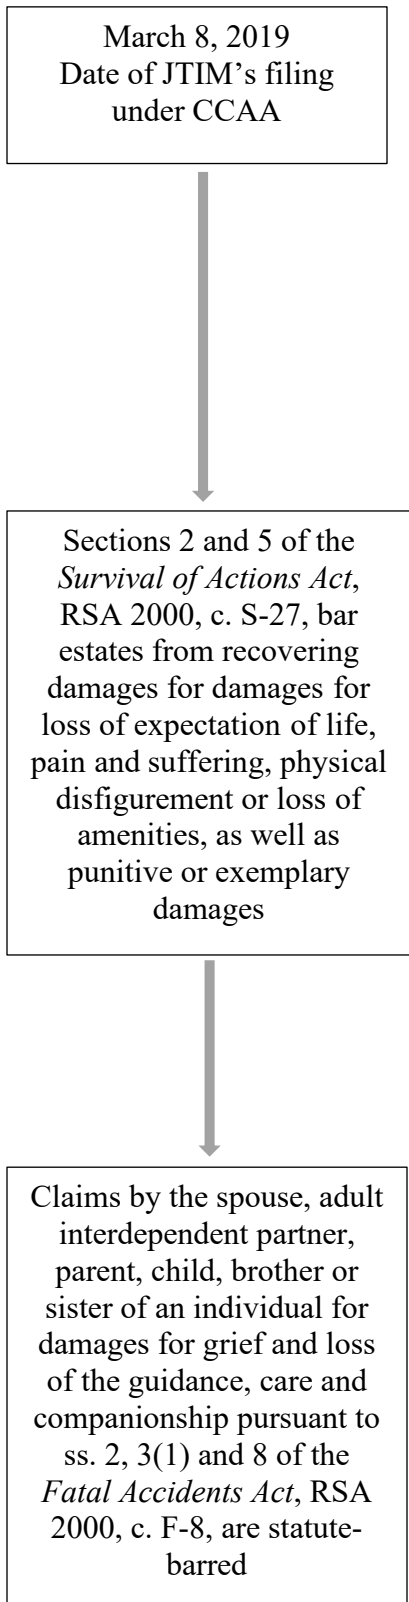 March 8, 2019
Date of JTIM’s filing
under CCAA
Sections 2 and 5 of the
Survival of Actions Act,
RSA 2000, c. S-27, bar
estates from recovering
damages for damages for
loss of expectation of life,
pain and suffering, physical
disfigurement or loss of
amenities, as well as
punitive or exemplary
damages
Claims by the spouse, adult
interdependent partner,
parent, child, brother or
sister of an individual for
damages for grief and loss
of the guidance, care and
companionship pursuant to
ss. 2, 3(1) and 8 of the
Fatal Accidents Act, RSA
2000, c. F-8, are statute-
barred